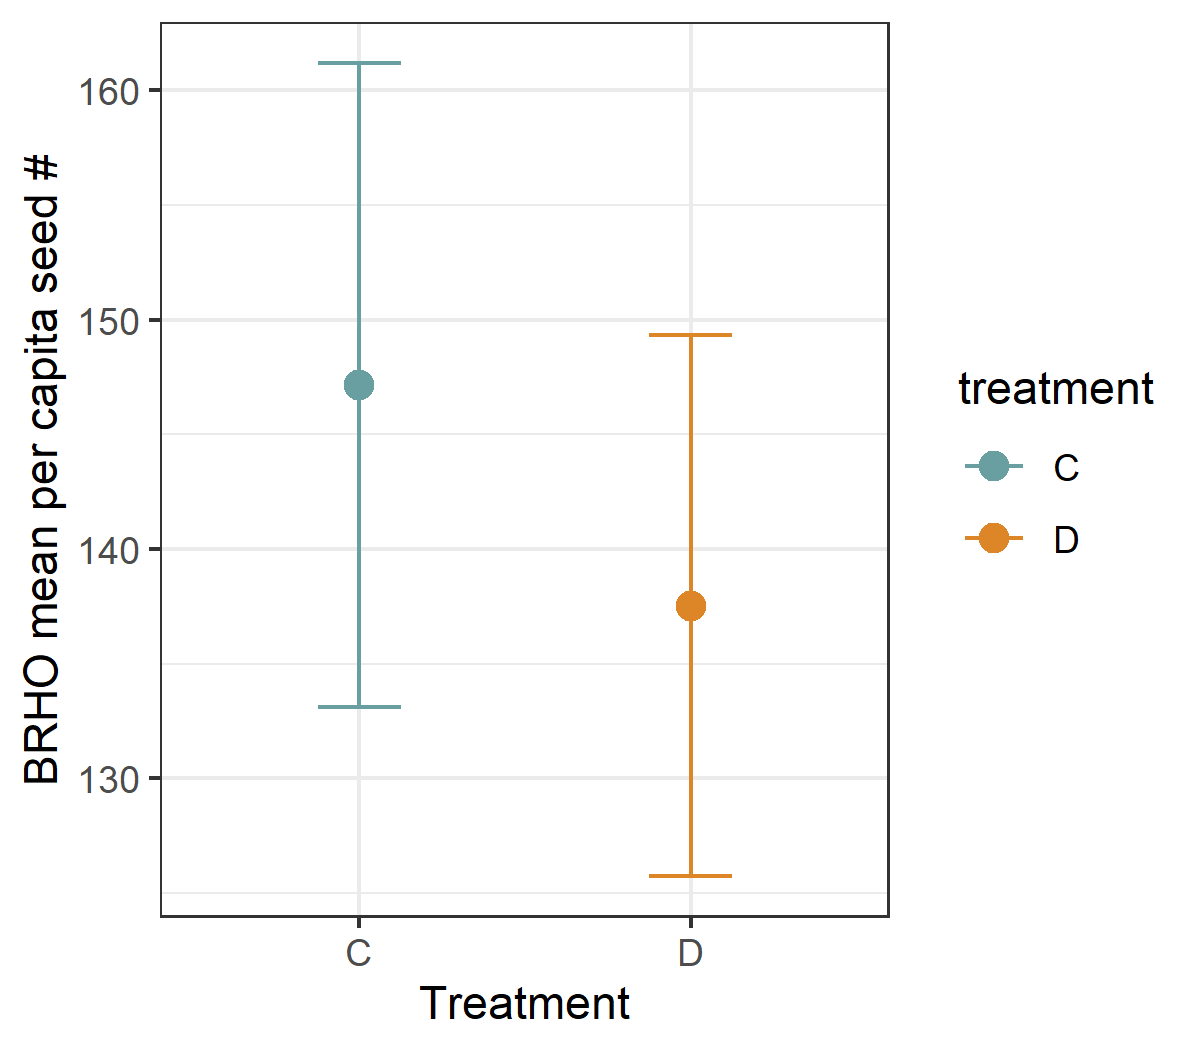 BRHO mean per capita seed #
160
150
140
130
C
D
Treatment
treatment
C
D